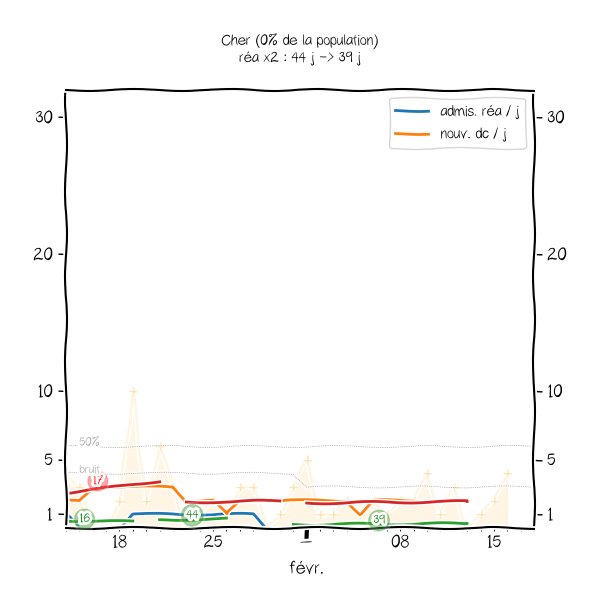 Cher (0% de la population)
réa x2 : 44 j -> 39 j
admis. réa / j
nouv. dc / j
30 30
20 20
10 10
50%
5 5
bruit
17
16 44 39
1 1
18 25 1 08 15
févr.